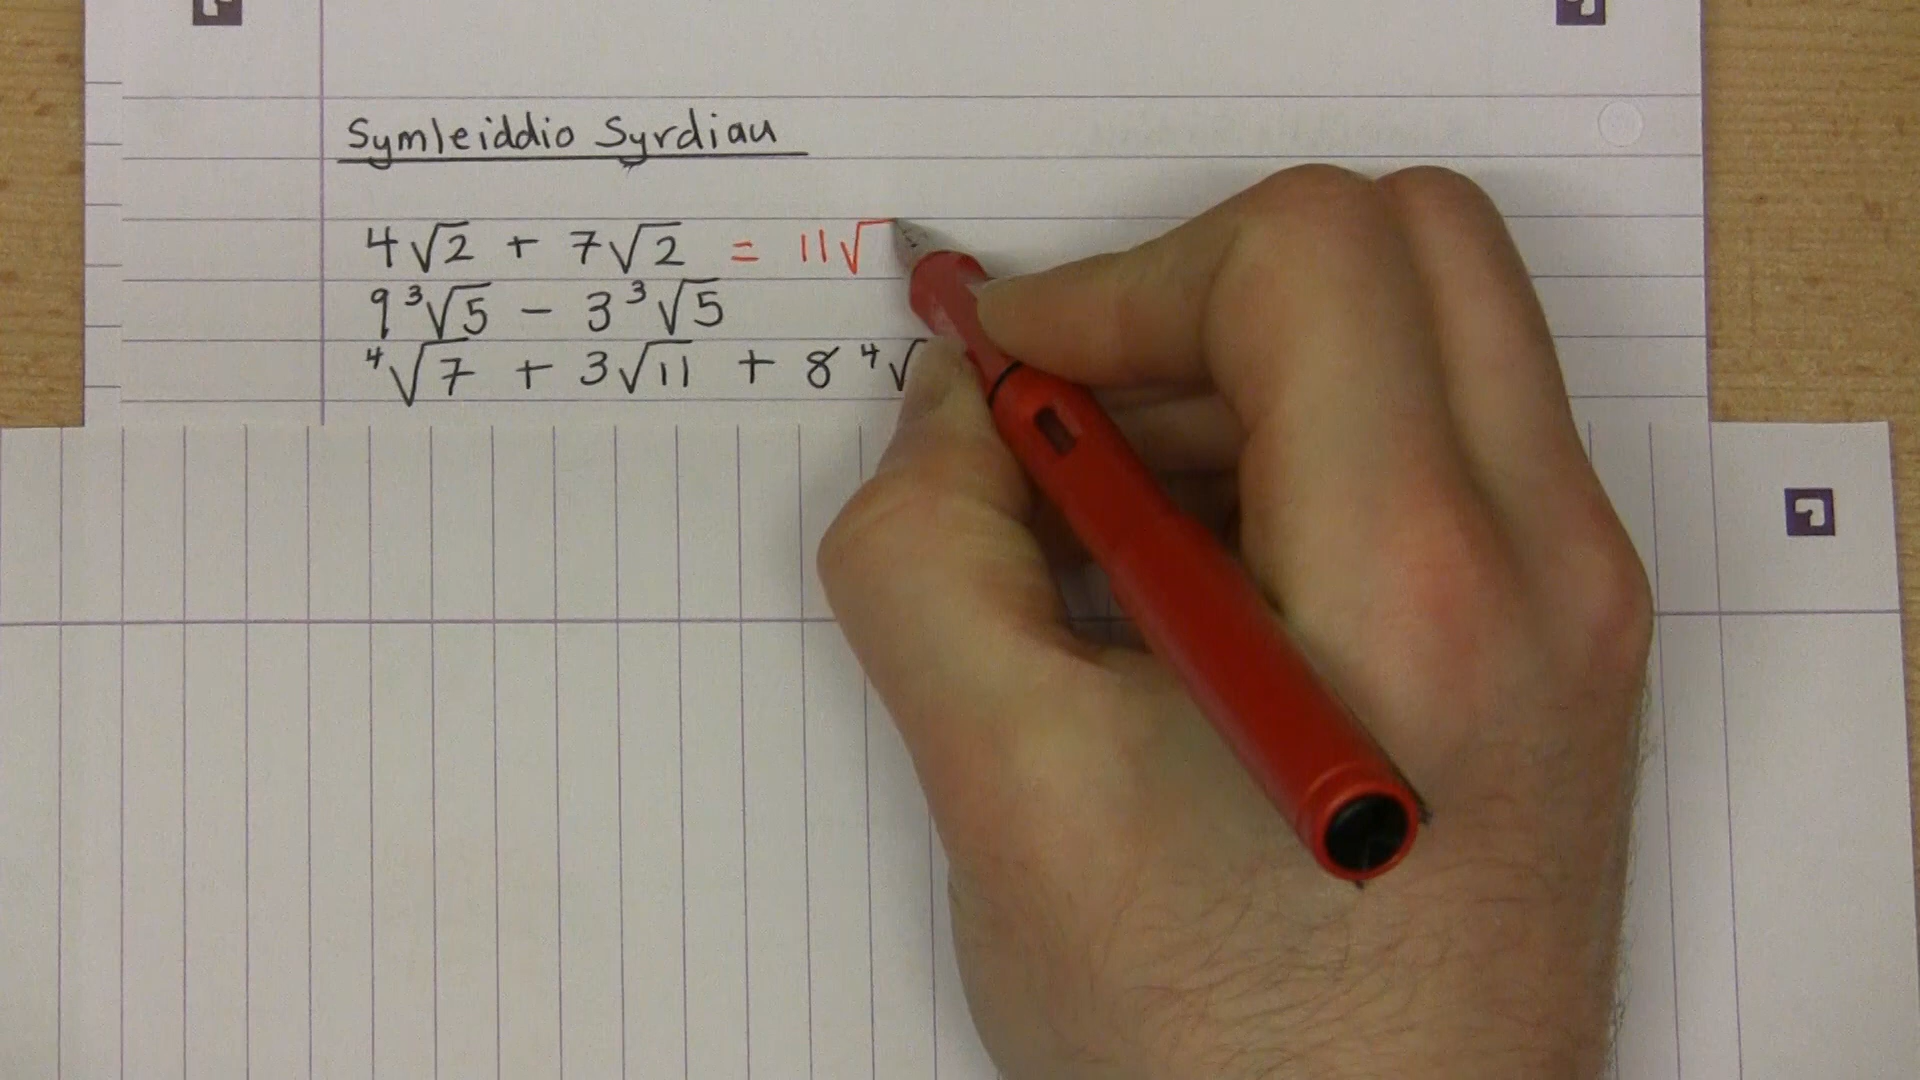 Symleiddio Syrdiau
4√2 + 7√2 = 11√
9 ³√5 − 3 ³√5
⁴√7 + 3√11 + 8 ⁴√